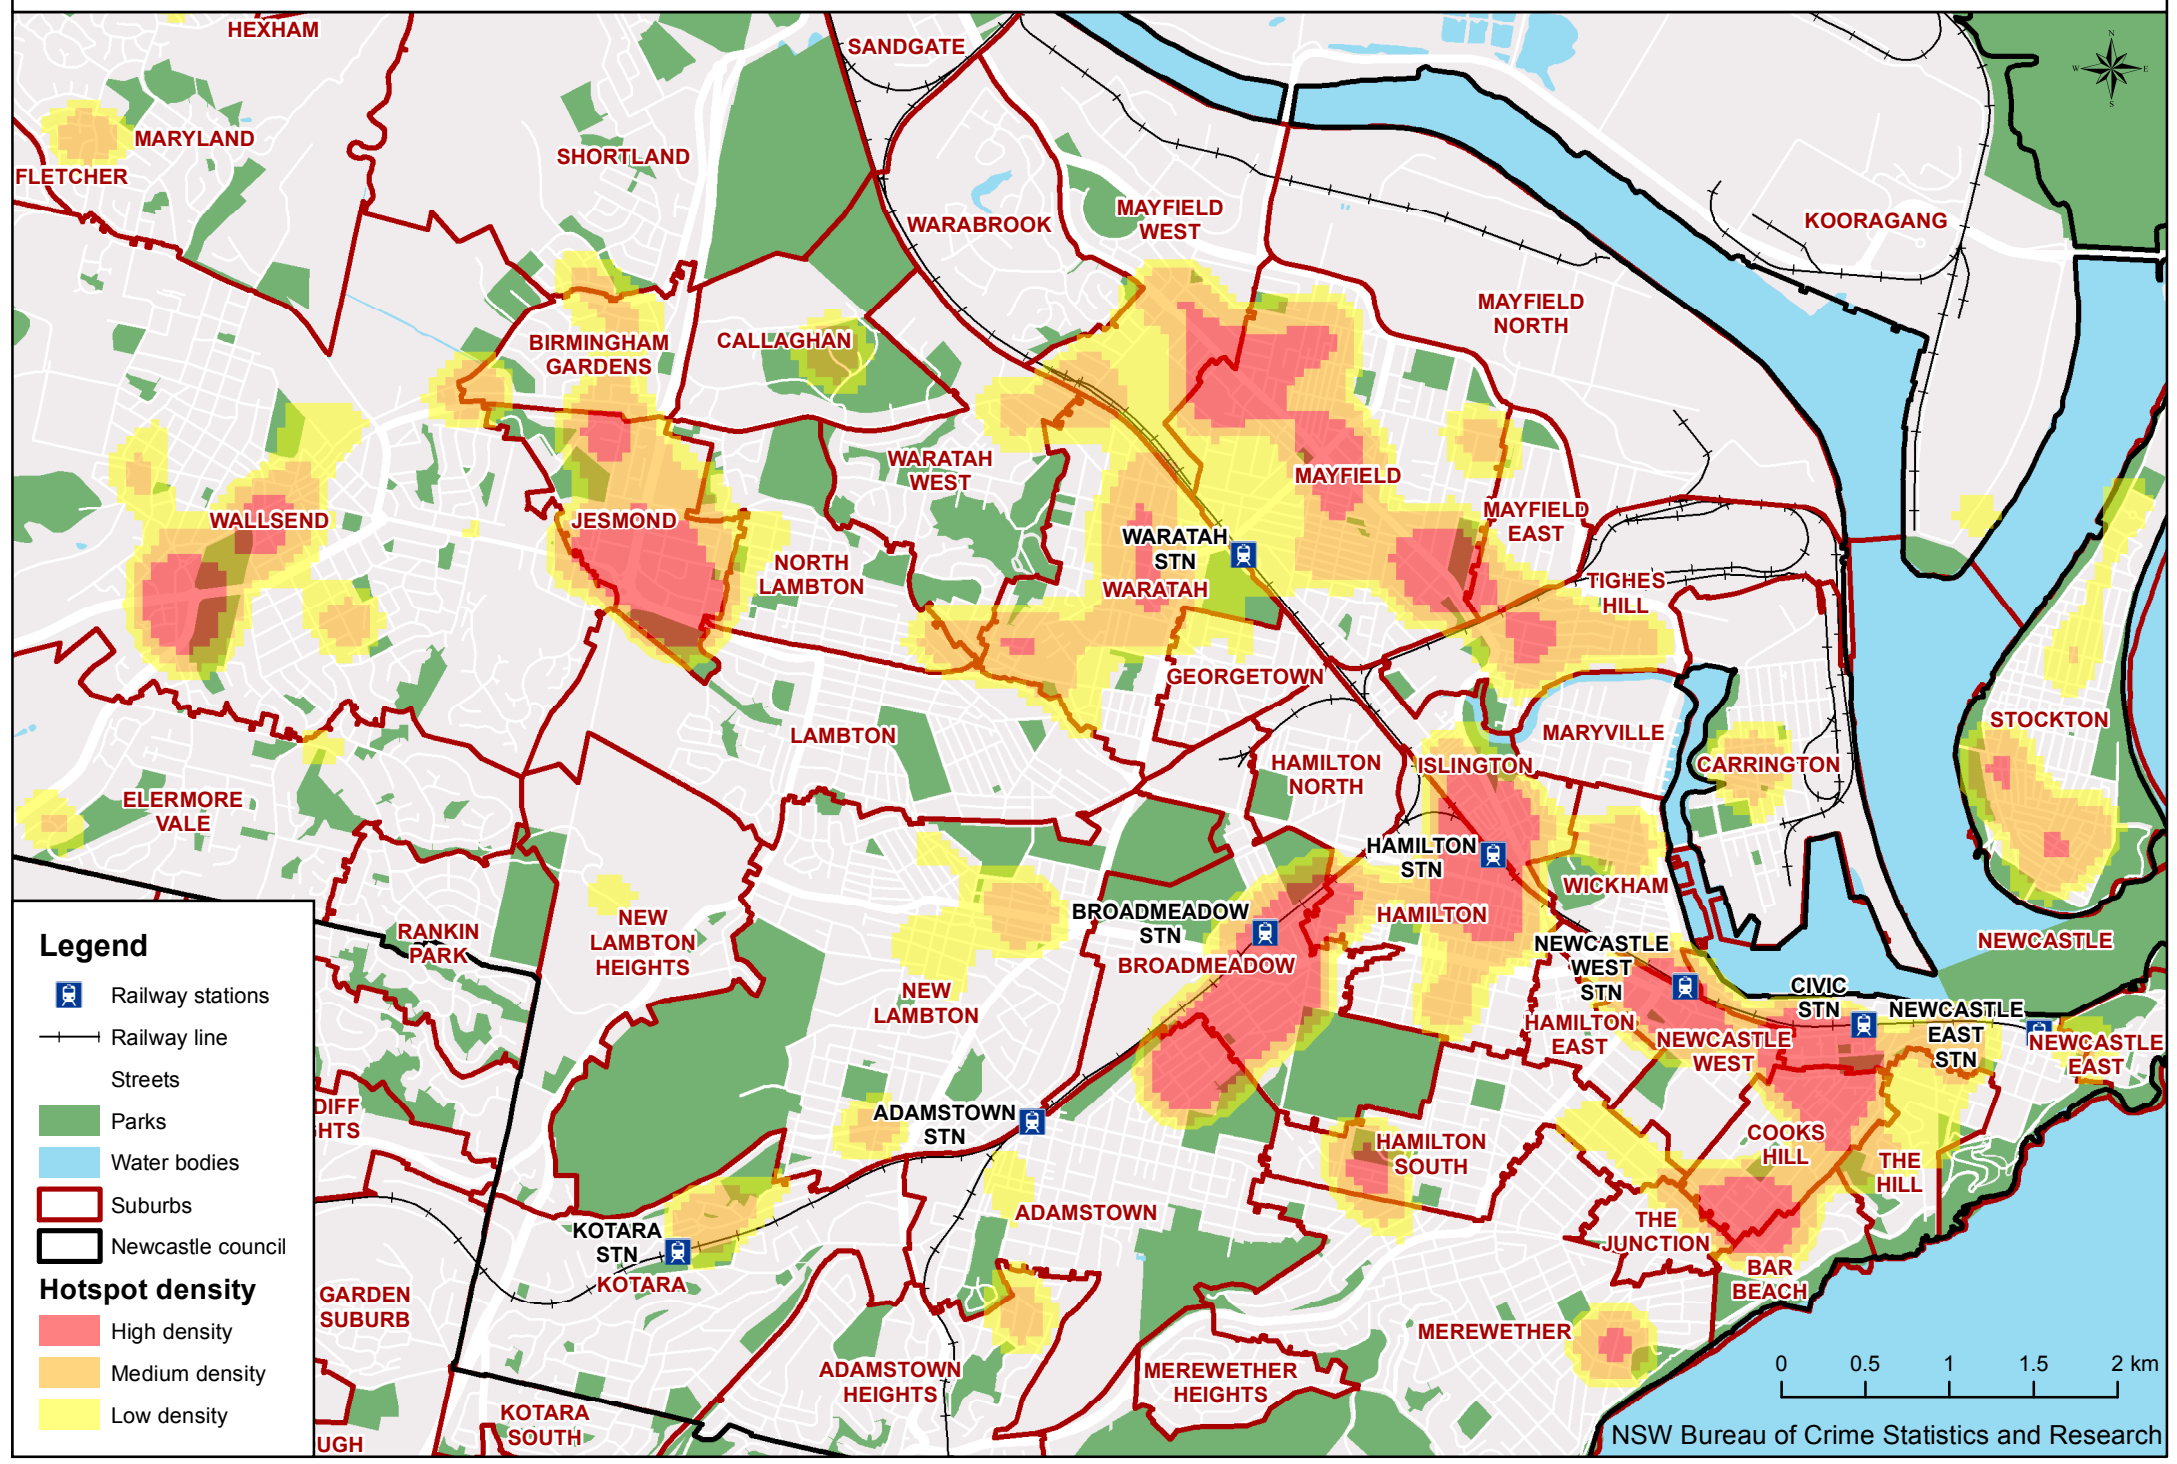 HEXHAM
SANDGATE
N
W
E
S
MARYLAND
FLETCHER
SHORTLAND
WARABROOK
MAYFIELD
WEST
KOORAGANG
MAYFIELD
NORTH
BIRMINGHAM
GARDENS
CALLAGHAN
WARATAH
WEST
MAYFIELD
WALLSEND
JESMOND
MAYFIELD
EAST
WARATAH
STN
NORTH
LAMBTON
WARATAH
TIGHES
HILL
GEORGETOWN
STOCKTON
LAMBTON
MARYVILLE
HAMILTON
NORTH
ISLINGTON
CARRINGTON
ELERMORE
VALE
HAMILTON
STN
WICKHAM
BROADMEADOW
STN
HAMILTON
NEW
LAMBTON
HEIGHTS
RANKIN
PARK
BROADMEADOW
NEWCASTLE
WEST
STN
NEWCASTLE
NEW
LAMBTON
CIVIC
STN
NEWCASTLE
EAST
STN
HAMILTON
EAST
NEWCASTLE
WEST
NEWCASTLE
EAST
DIFF
HTS
ADAMSTOWN
STN
HAMILTON
SOUTH
COOKS
HILL
THE
HILL
ADAMSTOWN
KOTARA
STN
KOTARA
THE
JUNCTION
BAR
BEACH
GARDEN
SUBURB
MEREWETHER
ADAMSTOWN
HEIGHTS
MEREWETHER
HEIGHTS
KOTARA
SOUTH
UGH
Legend
Railway stations
Railway line
Streets
Parks
Water bodies
Suburbs
Newcastle council
Hotspot density
High density
Medium density
Low density
0 0.5 1 1.5 2 km
NSW Bureau of Crime Statistics and Research